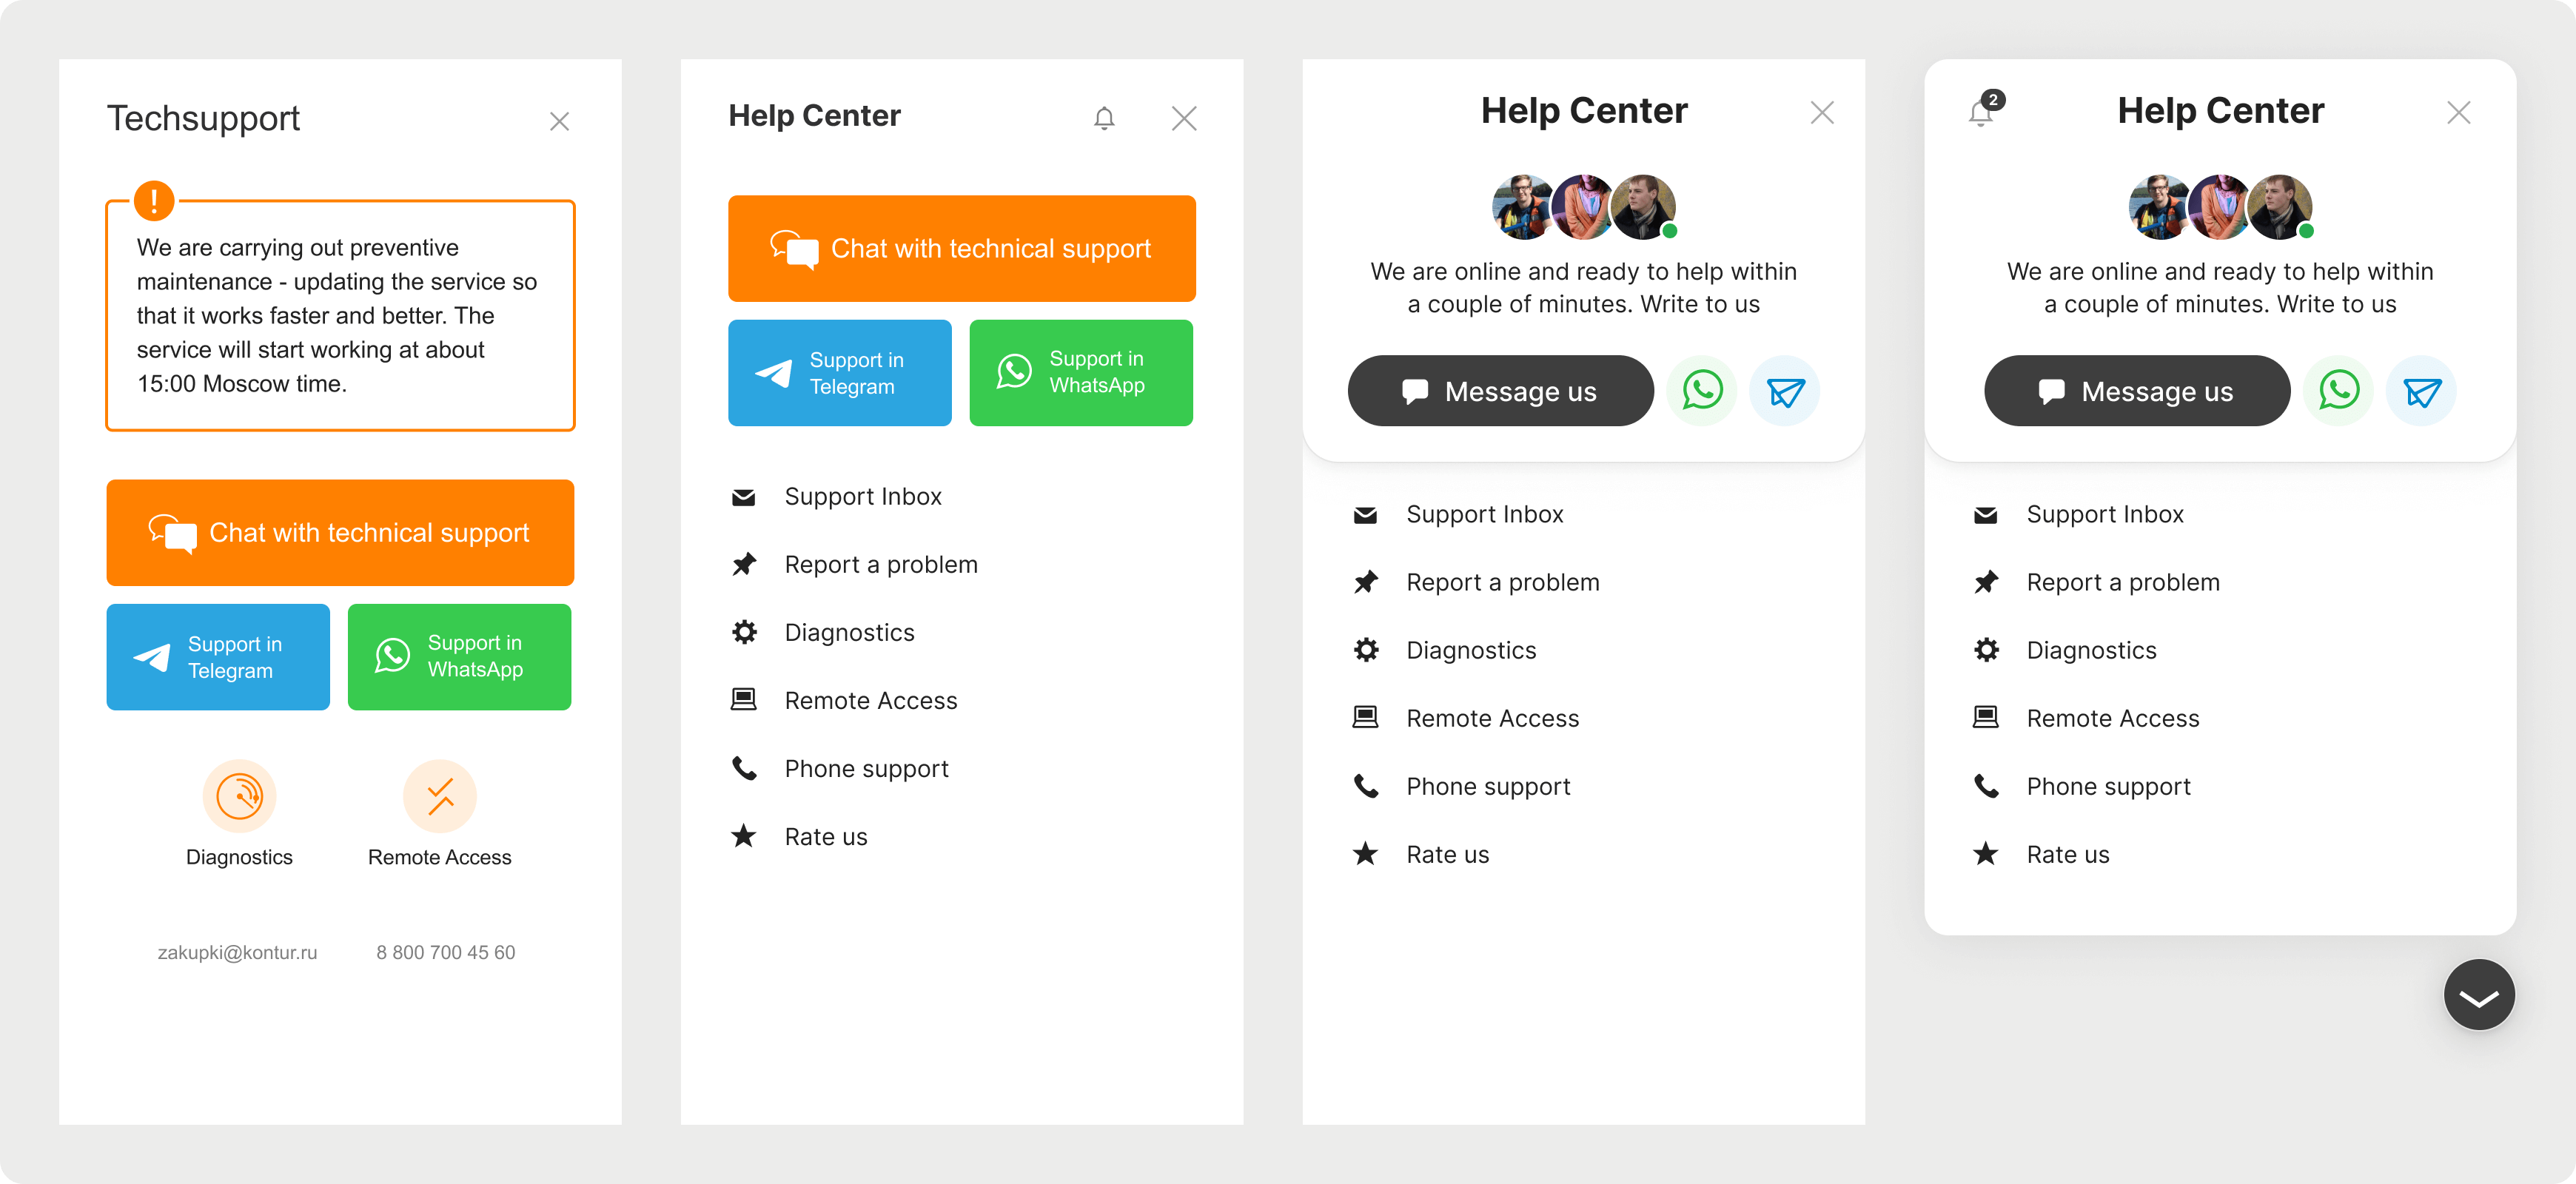 Techsupport
!
We are carrying out preventive
maintenance - updating the service so
that it works faster and better. The
service will start working at about
15:00 Moscow time.
Chat with technical support
Support in
Telegram
Support in
WhatsApp
Diagnostics
Remote Access
zakupki@kontur.ru
8 800 700 45 60
Help Center
Chat with technical support
Support in
Telegram
Support in
WhatsApp
Support Inbox
Report a problem
Diagnostics
Remote Access
Phone support
Rate us
Help Center
We are online and ready to help within
a couple of minutes. Write to us
Message us
Support Inbox
Report a problem
Diagnostics
Remote Access
Phone support
Rate us
2
Help Center
We are online and ready to help within
a couple of minutes. Write to us
Message us
Support Inbox
Report a problem
Diagnostics
Remote Access
Phone support
Rate us